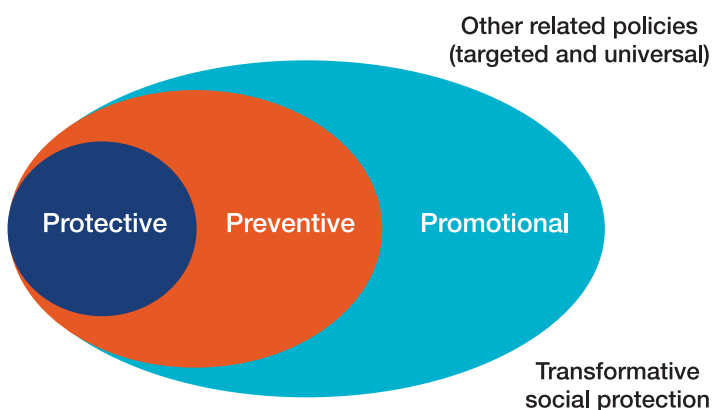 Other related policies
(targeted and universal)
Protective
Preventive
Promotional
Transformative
social protection